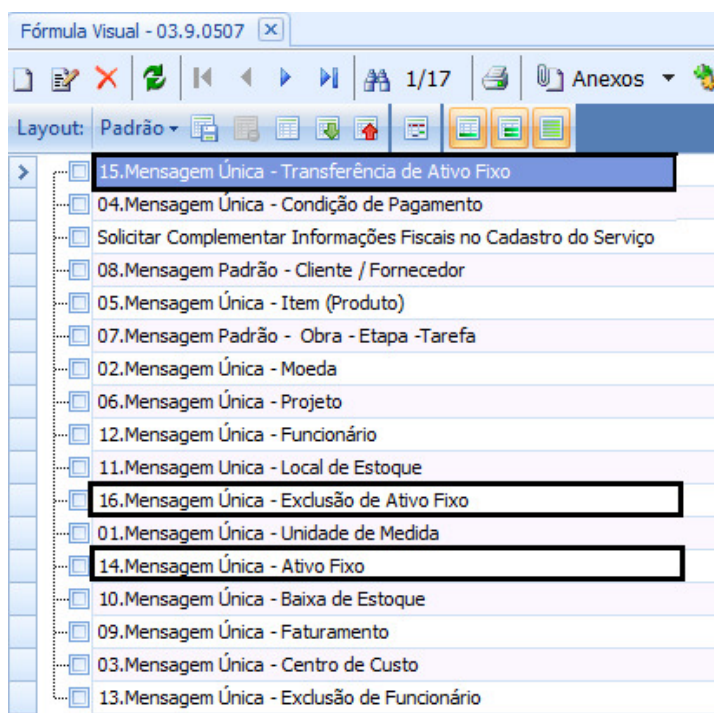 Fórmula Visual - 03.9.0507
1/17 Anexos
Layout: Padrão
15.Mensagem Única - Transferência de Ativo Fixo
04.Mensagem Única - Condição de Pagamento
Solicitar Complementar Informações Fiscais no Cadastro do Serviço
08.Mensagem Padrão - Cliente / Fornecedor
05.Mensagem Única - Item (Produto)
07.Mensagem Padrão -  Obra - Etapa -Tarefa
02.Mensagem Única - Moeda
06.Mensagem Única - Projeto
12.Mensagem Única - Funcionário
11.Mensagem Unica - Local de Estoque
16.Mensagem Única - Exclusão de Ativo Fixo
01.Mensagem Única - Unidade de Medida
14.Mensagem Única - Ativo Fixo
10.Mensagem Única - Baixa de Estoque
09.Mensagem Única - Faturamento
03.Mensagem Única - Centro de Custo
13.Mensagem Única - Exclusão de Funcionário